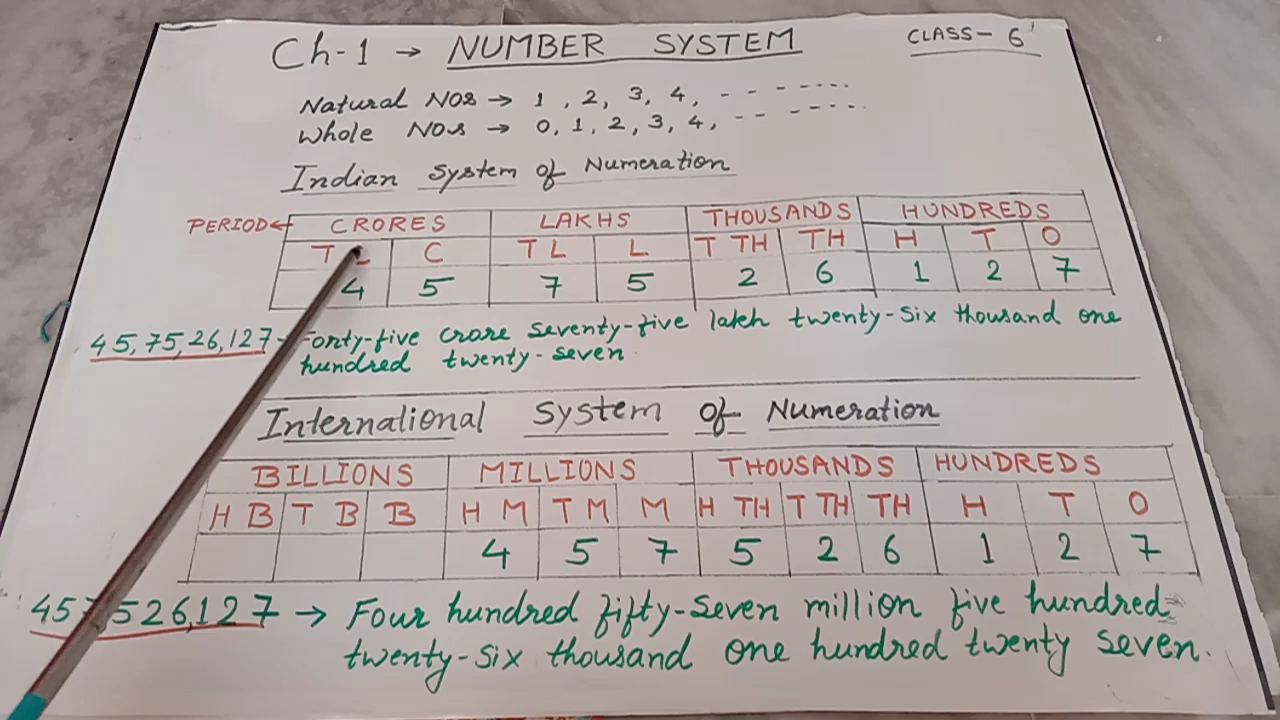 Ch-1 → NUMBER SYSTEM CLASS- 6
Natural NOs → 1, 2, 3, 4, - - - - - - -
Whole NOs → 0, 1, 2, 3, 4, - - - - - -
Indian System of Numeration
PERIOD← CRORES LAKHS THOUSANDS HUNDREDS
T C T L L T TH TH H T O
4 5 7 5 2 6 1 2 7
45,75,26,127 - Forty-five crore seventy-five lakh twenty-six thousand one
hundred twenty-seven.
International System of Numeration
BILLIONS MILLIONS THOUSANDS HUNDREDS
H B T B B H M T M M H TH T TH TH H T O
4 5 7 5 2 6 1 2 7
457,526,127 → Four hundred fifty-seven million five hundred
twenty-six thousand one hundred twenty seven.